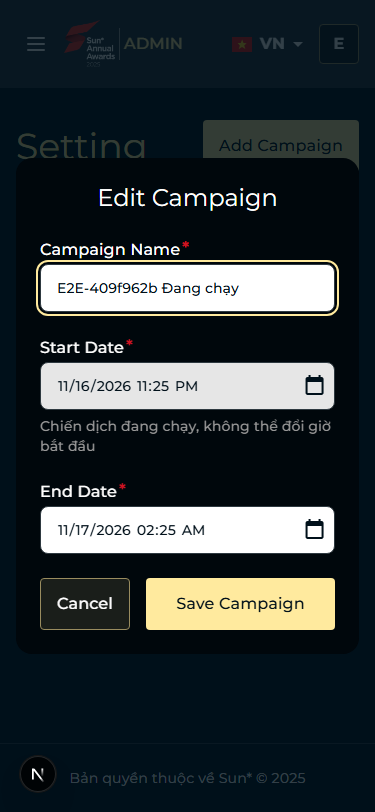 Sun*
Annual
Awards
2025
ADMIN
VN
E
Setting
Add Campaign
Edit Campaign
Campaign Name*
E2E-409f962b Đang chạy
Start Date*
11/16/2026 11:25 PM
Chiến dịch đang chạy, không thể đổi giờ
bắt đầu
End Date*
11/17/2026 02:25 AM
Cancel
Save Campaign
N
Bản quyền thuộc về Sun* © 2025